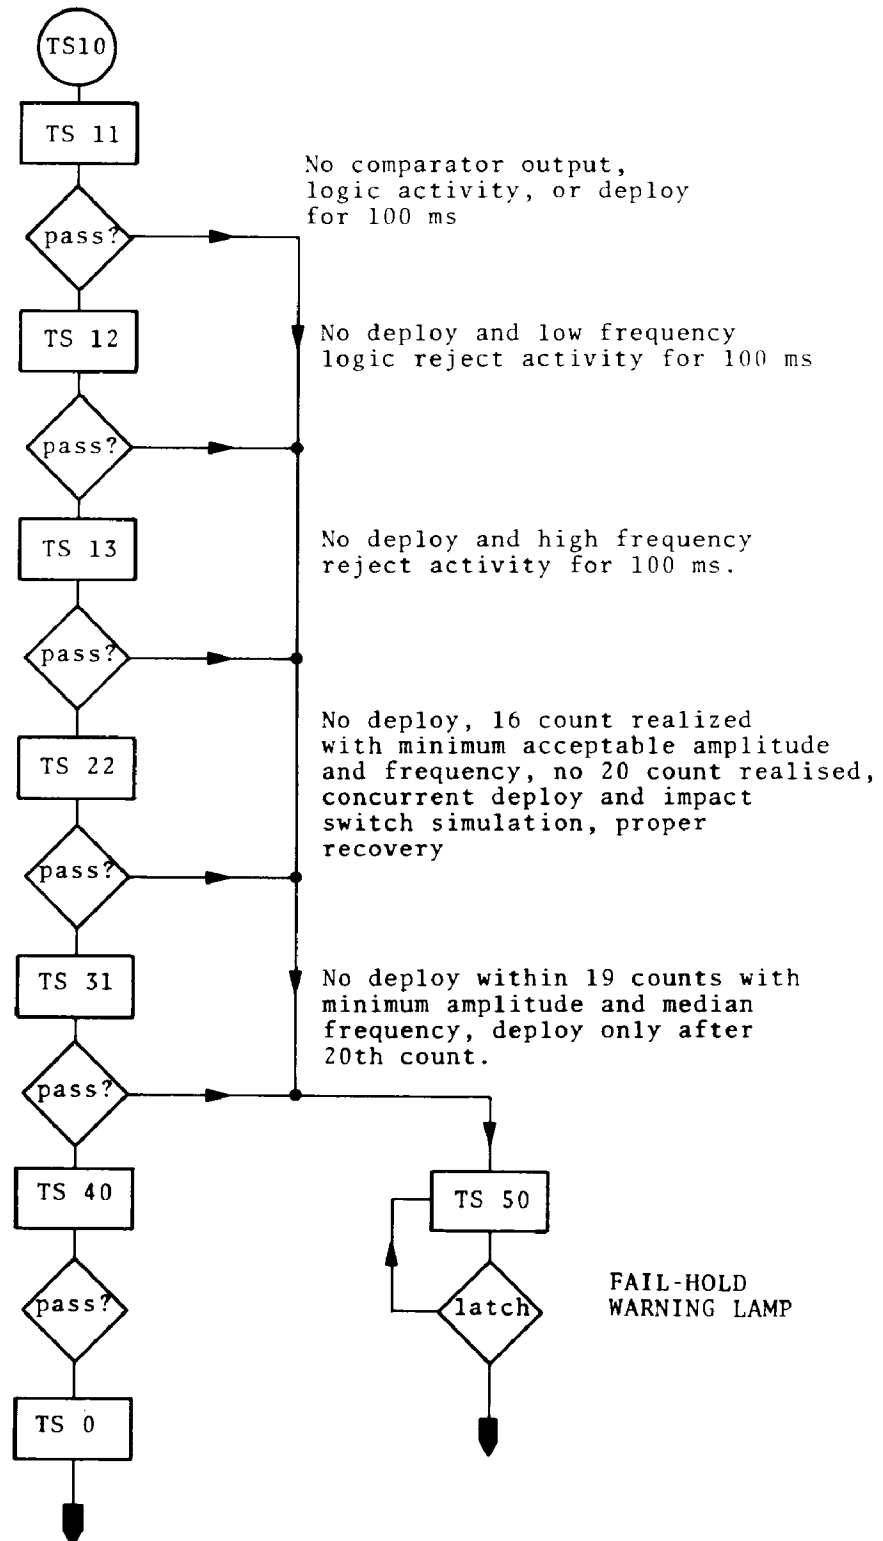 TS10
TS 11
No comparator output,
logic activity, or deploy
for 100 ms
pass?
TS 12
No deploy and low frequency
logic reject activity for 100 ms
pass?
TS 13
No deploy and high frequency
reject activity for 100 ms.
pass?
TS 22
No deploy, 16 count realized
with minimum acceptable amplitude
and frequency, no 20 count realised,
concurrent deploy and impact
switch simulation, proper
recovery
pass?
TS 31
No deploy within 19 counts with
minimum amplitude and median
frequency, deploy only after
20th count.
pass?
TS 40
TS 50
pass?
latch
FAIL-HOLD
WARNING LAMP
TS 0